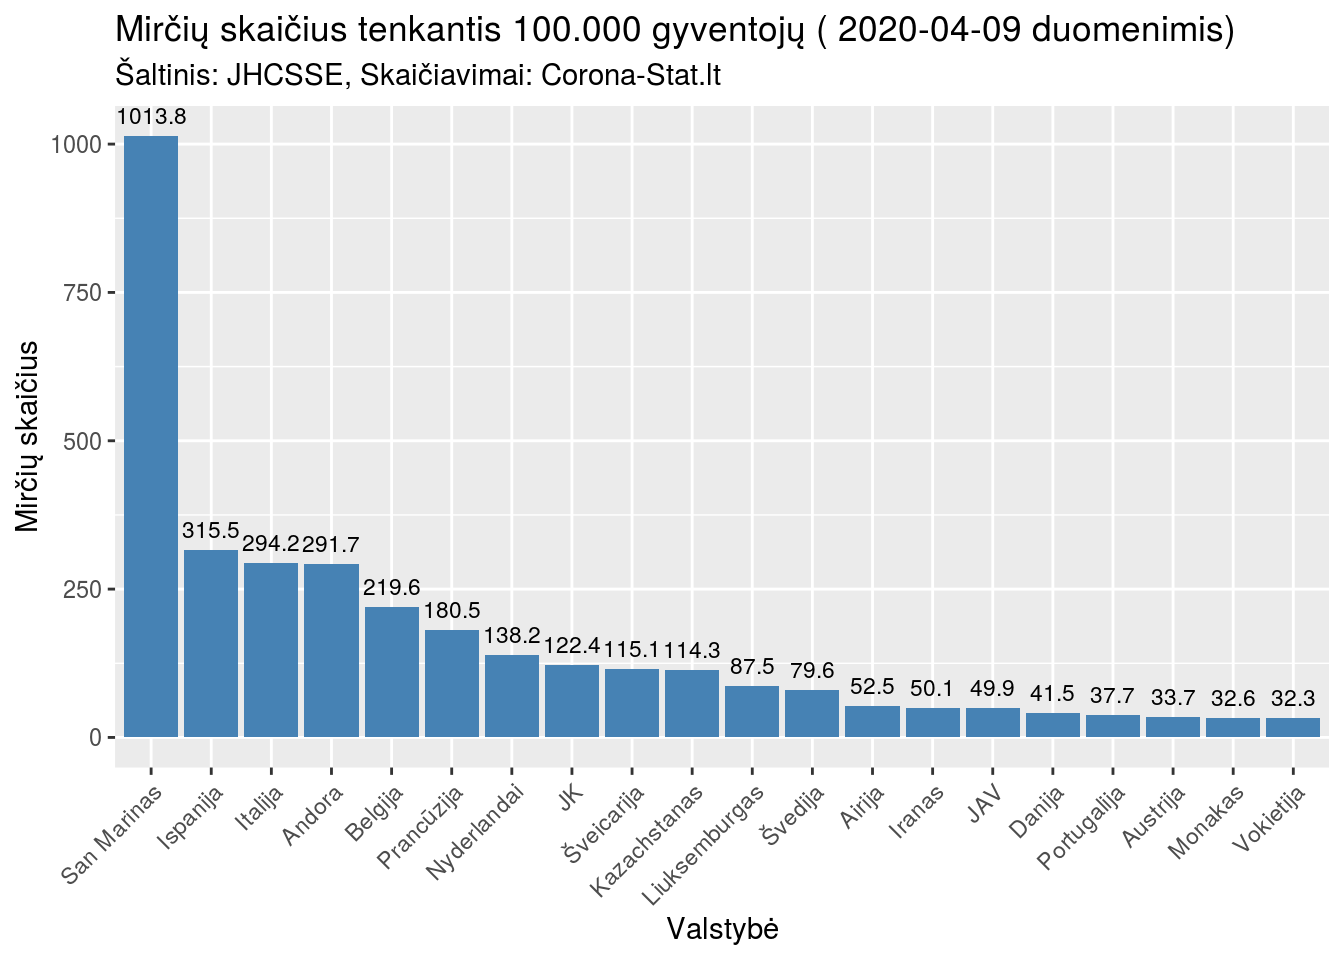 Mirčių skaičius tenkantis 100.000 gyventojų ( 2020-04-09 duomenimis)
Šaltinis: JHCSSE, Skaičiavimai: Corona-Stat.lt
Mirčių skaičius
1000
750
500
250
0
1013.8
315.5
294.2
291.7
219.6
180.5
138.2
122.4
115.1
114.3
87.5
79.6
52.5
50.1
49.9
41.5
37.7
33.7
32.6
32.3
San Marinas
Ispanija
Italija
Andora
Belgija
Prancūzija
Nyderlandai
JK
Šveicarija
Kazachstanas
Liuksemburgas
Švedija
Airija
Iranas
JAV
Danija
Portugalija
Austrija
Monakas
Vokietija
Valstybė